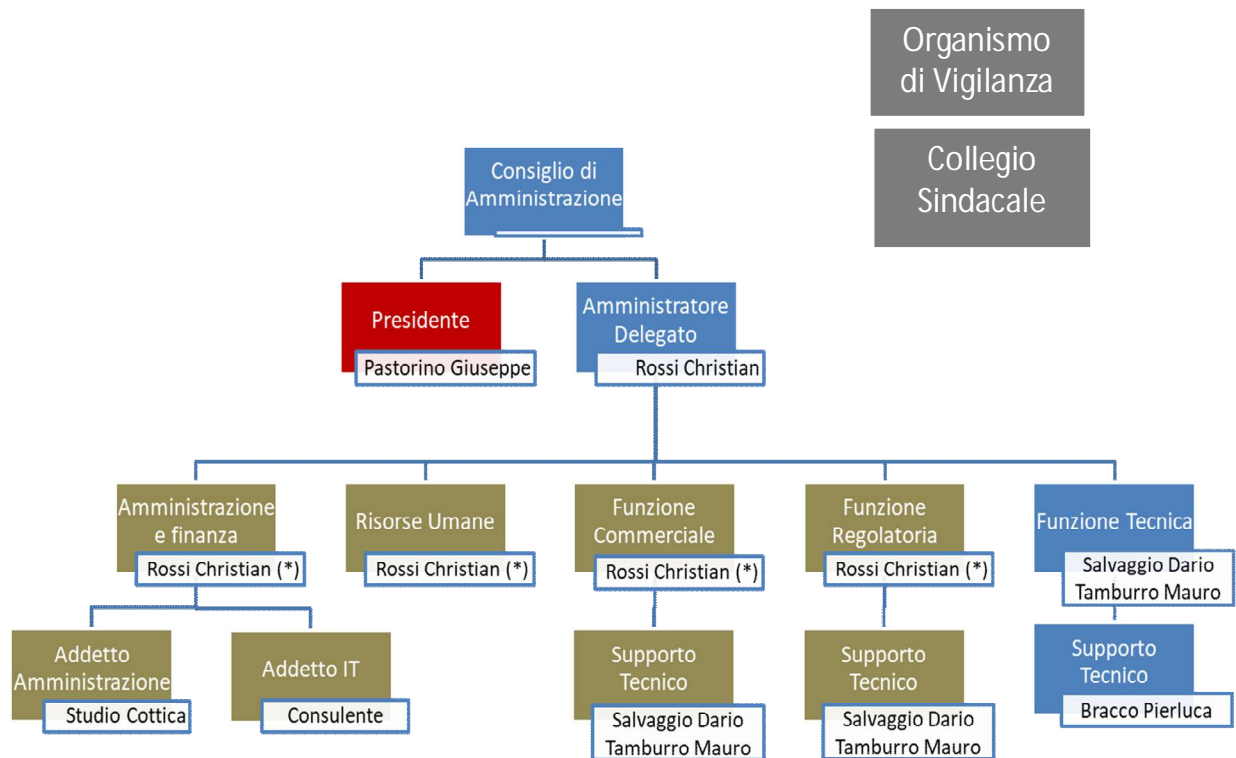 Organismo
di Vigilanza
Collegio
Sindacale
Consiglio di
Amministrazione
Presidente
Pastorino Giuseppe
Amministratore
Delegato
Rossi Christian
Amministrazione
e finanza
Rossi Christian (*)
Risorse Umane
Rossi Christian (*)
Funzione
Commerciale
Rossi Christian (*)
Funzione
Regolatoria
Rossi Christian (*)
Funzione Tecnica
Salvaggio Dario
Tamburro Mauro
Addetto
Amministrazione
Studio Cottica
Addetto IT
Consulente
Supporto
Tecnico
Salvaggio Dario
Tamburro Mauro
Supporto
Tecnico
Salvaggio Dario
Tamburro Mauro
Supporto
Tecnico
Bracco Pierluca